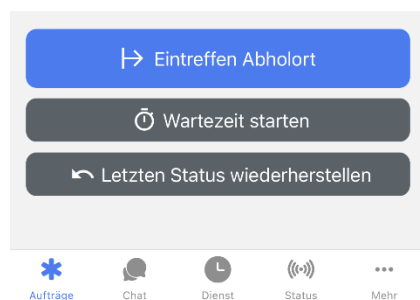 Eintreffen Abholort
Wartezeit starten
Letzten Status wiederherstellen
Aufträge Chat Dienst Status Mehr